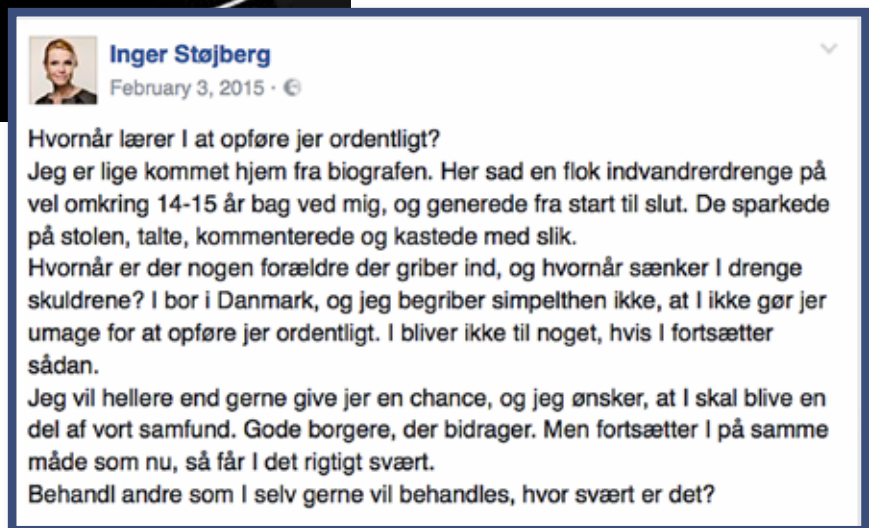 Inger Støjberg
February 3, 2015 ·
Hvornår lærer I at opføre jer ordentligt?
Jeg er lige kommet hjem fra biografen. Her sad en flok indvandrerdrenge på
vel omkring 14-15 år bag ved mig, og generede fra start til slut. De sparkede
på stolen, talte, kommenterede og kastede med slik.
Hvornår er der nogen forældre der griber ind, og hvornår sænker I drenge
skuldrene? I bor i Danmark, og jeg begriber simpelthen ikke, at I ikke gør jer
umage for at opføre jer ordentligt. I bliver ikke til noget, hvis I fortsætter
sådan.
Jeg vil hellere end gerne give jer en chance, og jeg ønsker, at I skal blive en
del af vort samfund. Gode borgere, der bidrager. Men fortsætter I på samme
måde som nu, så får I det rigtigt svært.
Behandl andre som I selv gerne vil behandles, hvor svært er det?